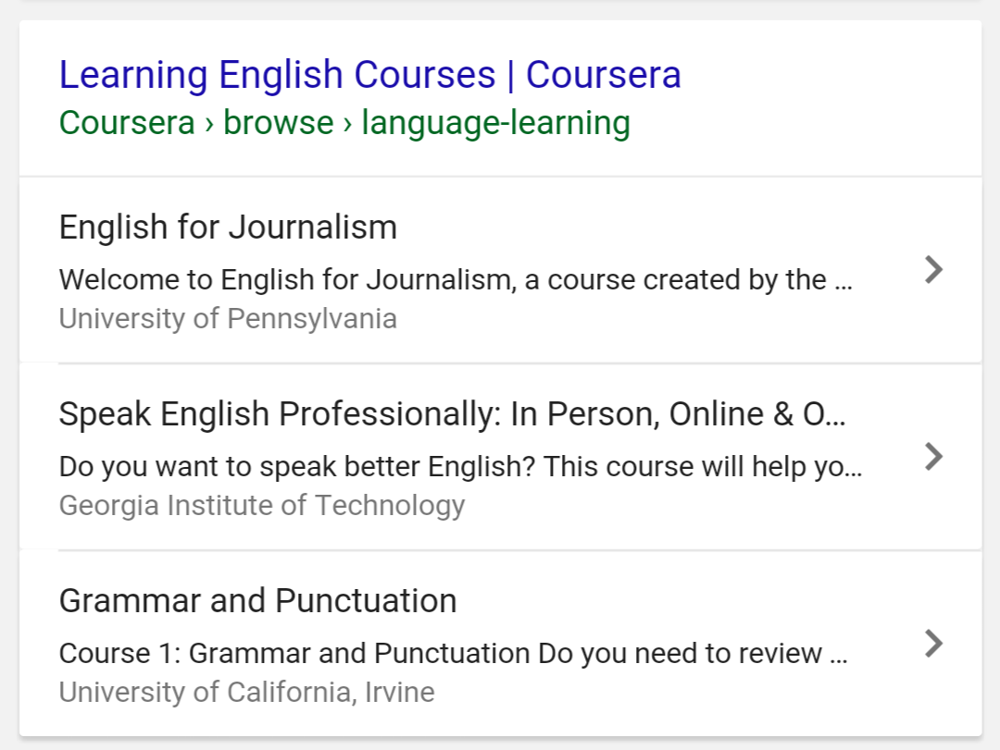 Learning English Courses | Coursera
Coursera › browse › language-learning
English for Journalism
Welcome to English for Journalism, a course created by the ...
University of Pennsylvania
Speak English Professionally: In Person, Online & O...
Do you want to speak better English? This course will help yo...
Georgia Institute of Technology
Grammar and Punctuation
Course 1: Grammar and Punctuation Do you need to review ...
University of California, Irvine